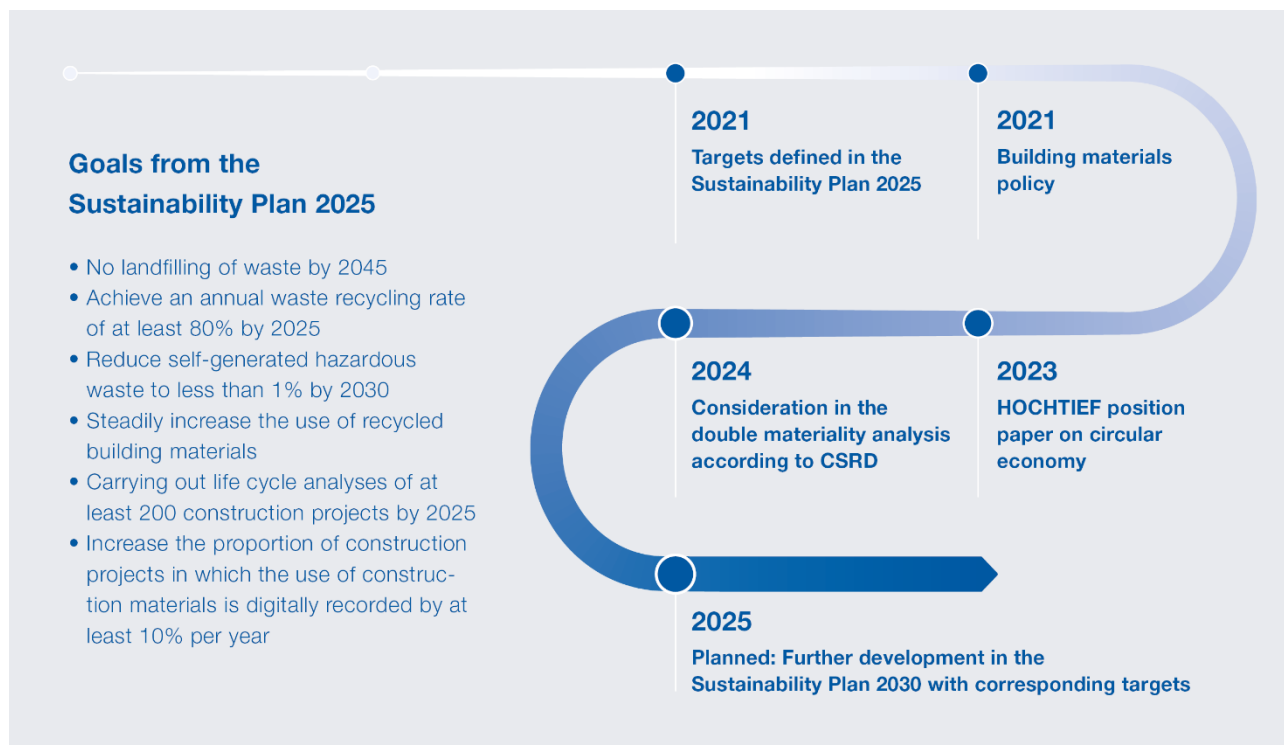 Goals from the
Sustainability Plan 2025
• No landfilling of waste by 2045
• Achieve an annual waste recycling rate
of at least 80% by 2025
• Reduce self-generated hazardous
waste to less than 1% by 2030
• Steadily increase the use of recycled
building materials
• Carrying out life cycle analyses of at
least 200 construction projects by 2025
• Increase the proportion of construction
projects in which the use of construc-
tion materials is digitally recorded by at
least 10% per year
2021
Targets defined in the
Sustainability Plan 2025
2021
Building materials
policy
2023
HOCHTIEF position
paper on circular
economy
2024
Consideration in the
double materiality analysis
according to CSRD
2025
Planned: Further development in the
Sustainability Plan 2030 with corresponding targets